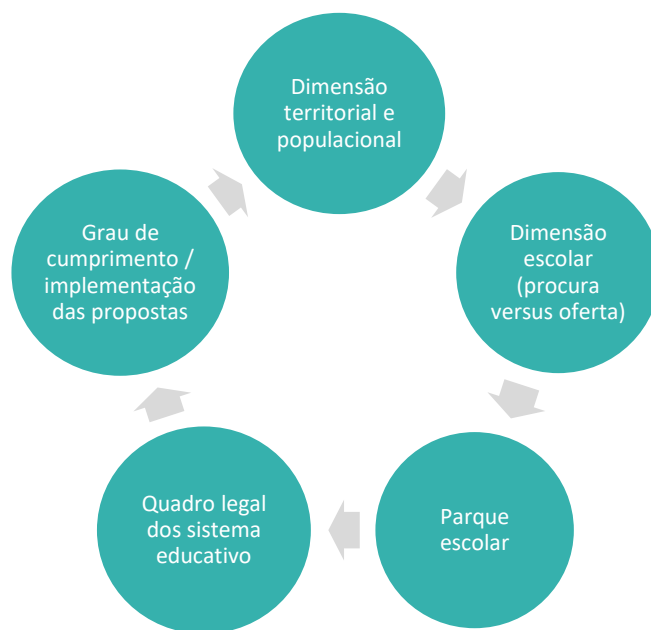 Dimensão
territorial e
populacional
Dimensão
escolar
(procura
versus oferta)
Parque
escolar
Quadro legal
dos sistema
educativo
Grau de
cumprimento /
implementação
das propostas